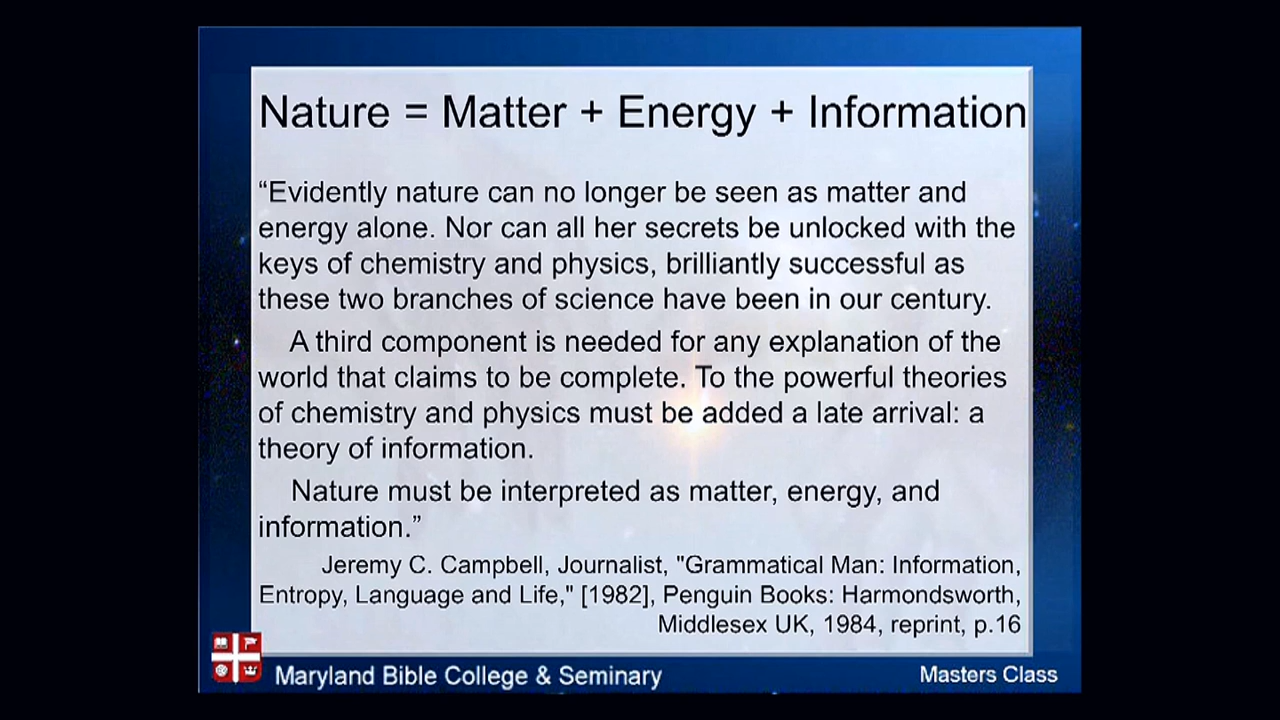 Nature = Matter + Energy + Information
“Evidently nature can no longer be seen as matter and
energy alone. Nor can all her secrets be unlocked with the
keys of chemistry and physics, brilliantly successful as
these two branches of science have been in our century.
A third component is needed for any explanation of the
world that claims to be complete. To the powerful theories
of chemistry and physics must be added a late arrival: a
theory of information.
Nature must be interpreted as matter, energy, and
information.”
Jeremy C. Campbell, Journalist, "Grammatical Man: Information,
Entropy, Language and Life," [1982], Penguin Books: Harmondsworth,
Middlesex UK, 1984, reprint, p.16
Maryland Bible College & Seminary
Masters Class